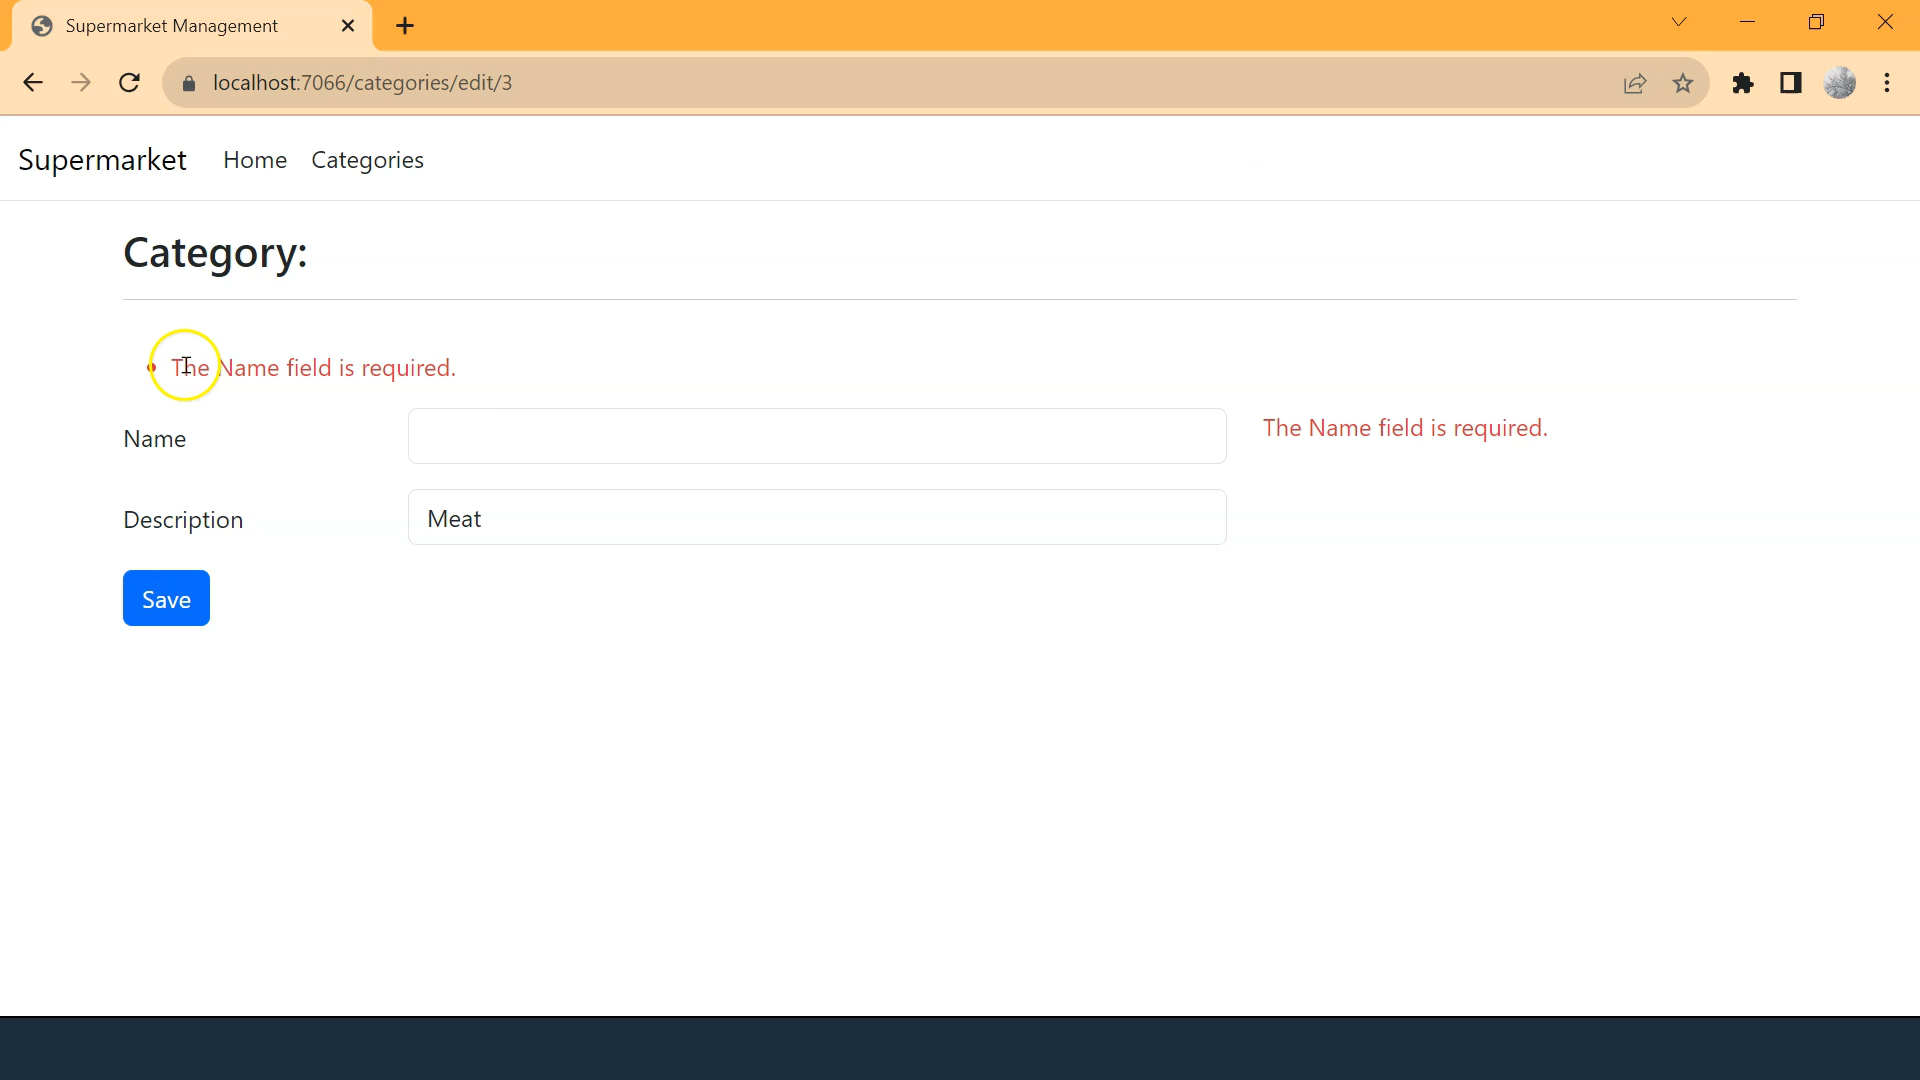 Supermarket Management
localhost:7066/categories/edit/3
Supermarket Home Categories
Category:
• The Name field is required.
Name The Name field is required.
Description Meat
Save